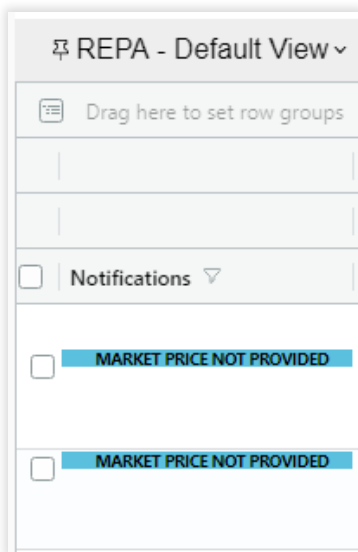 REPA - Default View
Drag here to set row groups
Notifications
MARKET PRICE NOT PROVIDED
MARKET PRICE NOT PROVIDED